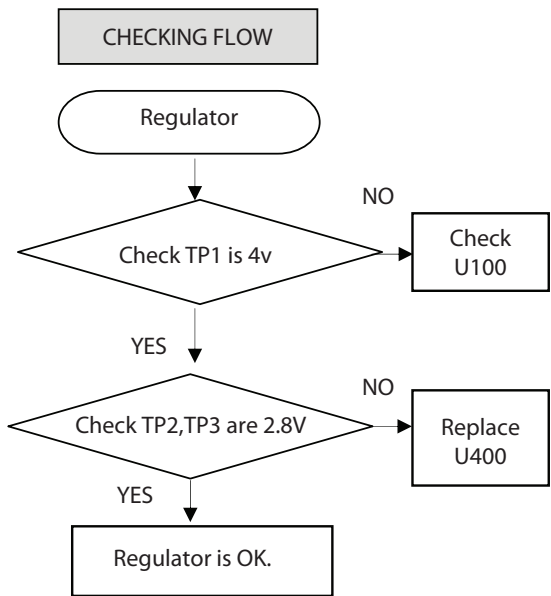 CHECKING FLOW
Regulator
NO
Check TP1 is 4v
Check
U100
YES
NO
Check TP2,TP3 are 2.8V
Replace
U400
YES
Regulator is OK.